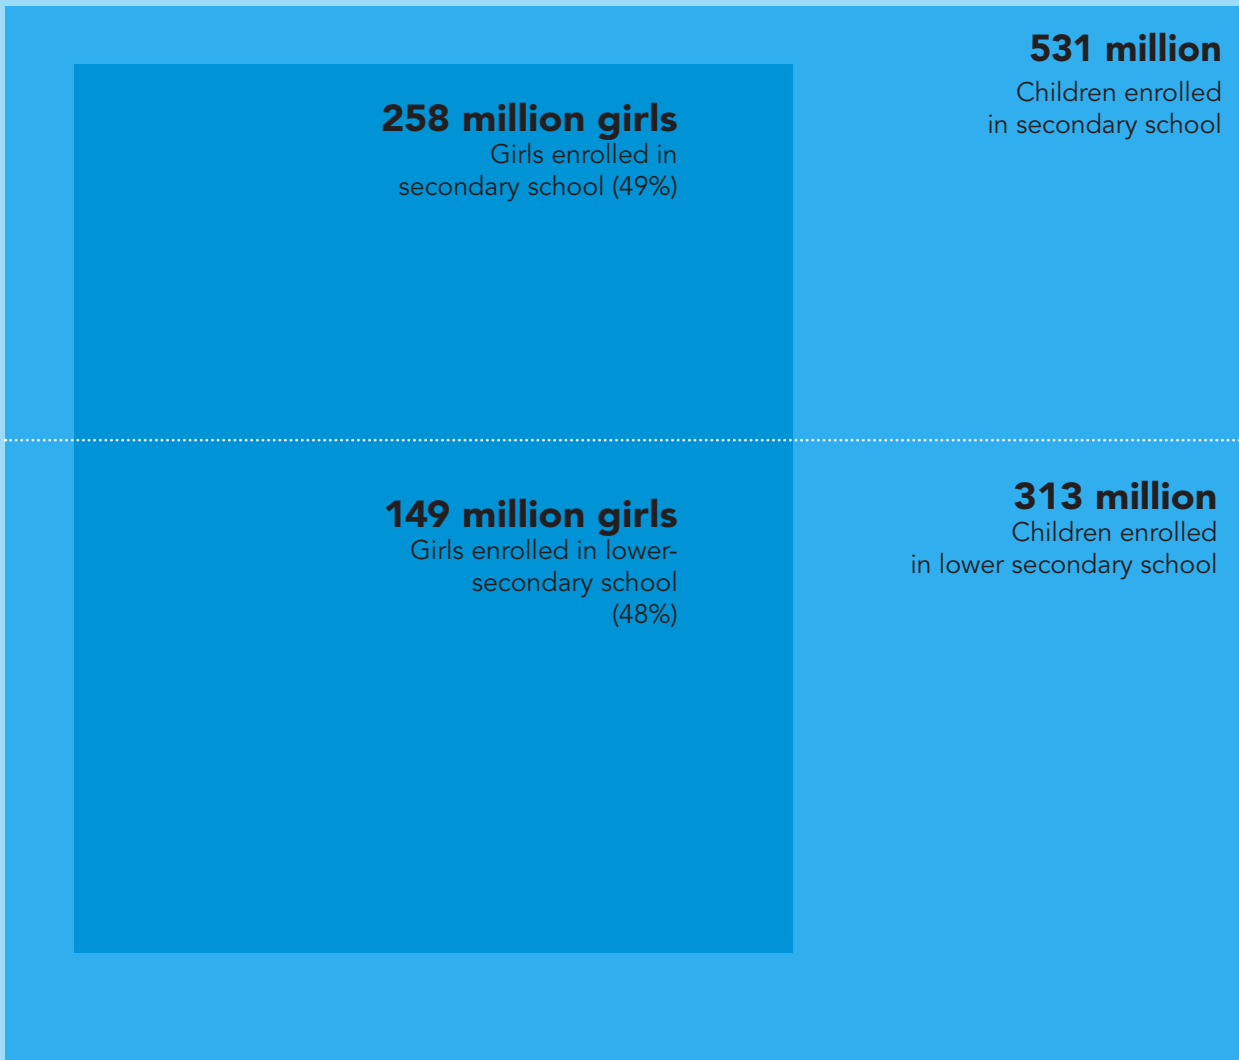 531 million
Children enrolled
in secondary school
258 million girls
Girls enrolled in
secondary school (49%)
149 million girls
Girls enrolled in lower-
secondary school
(48%)
313 million
Children enrolled
in lower secondary school